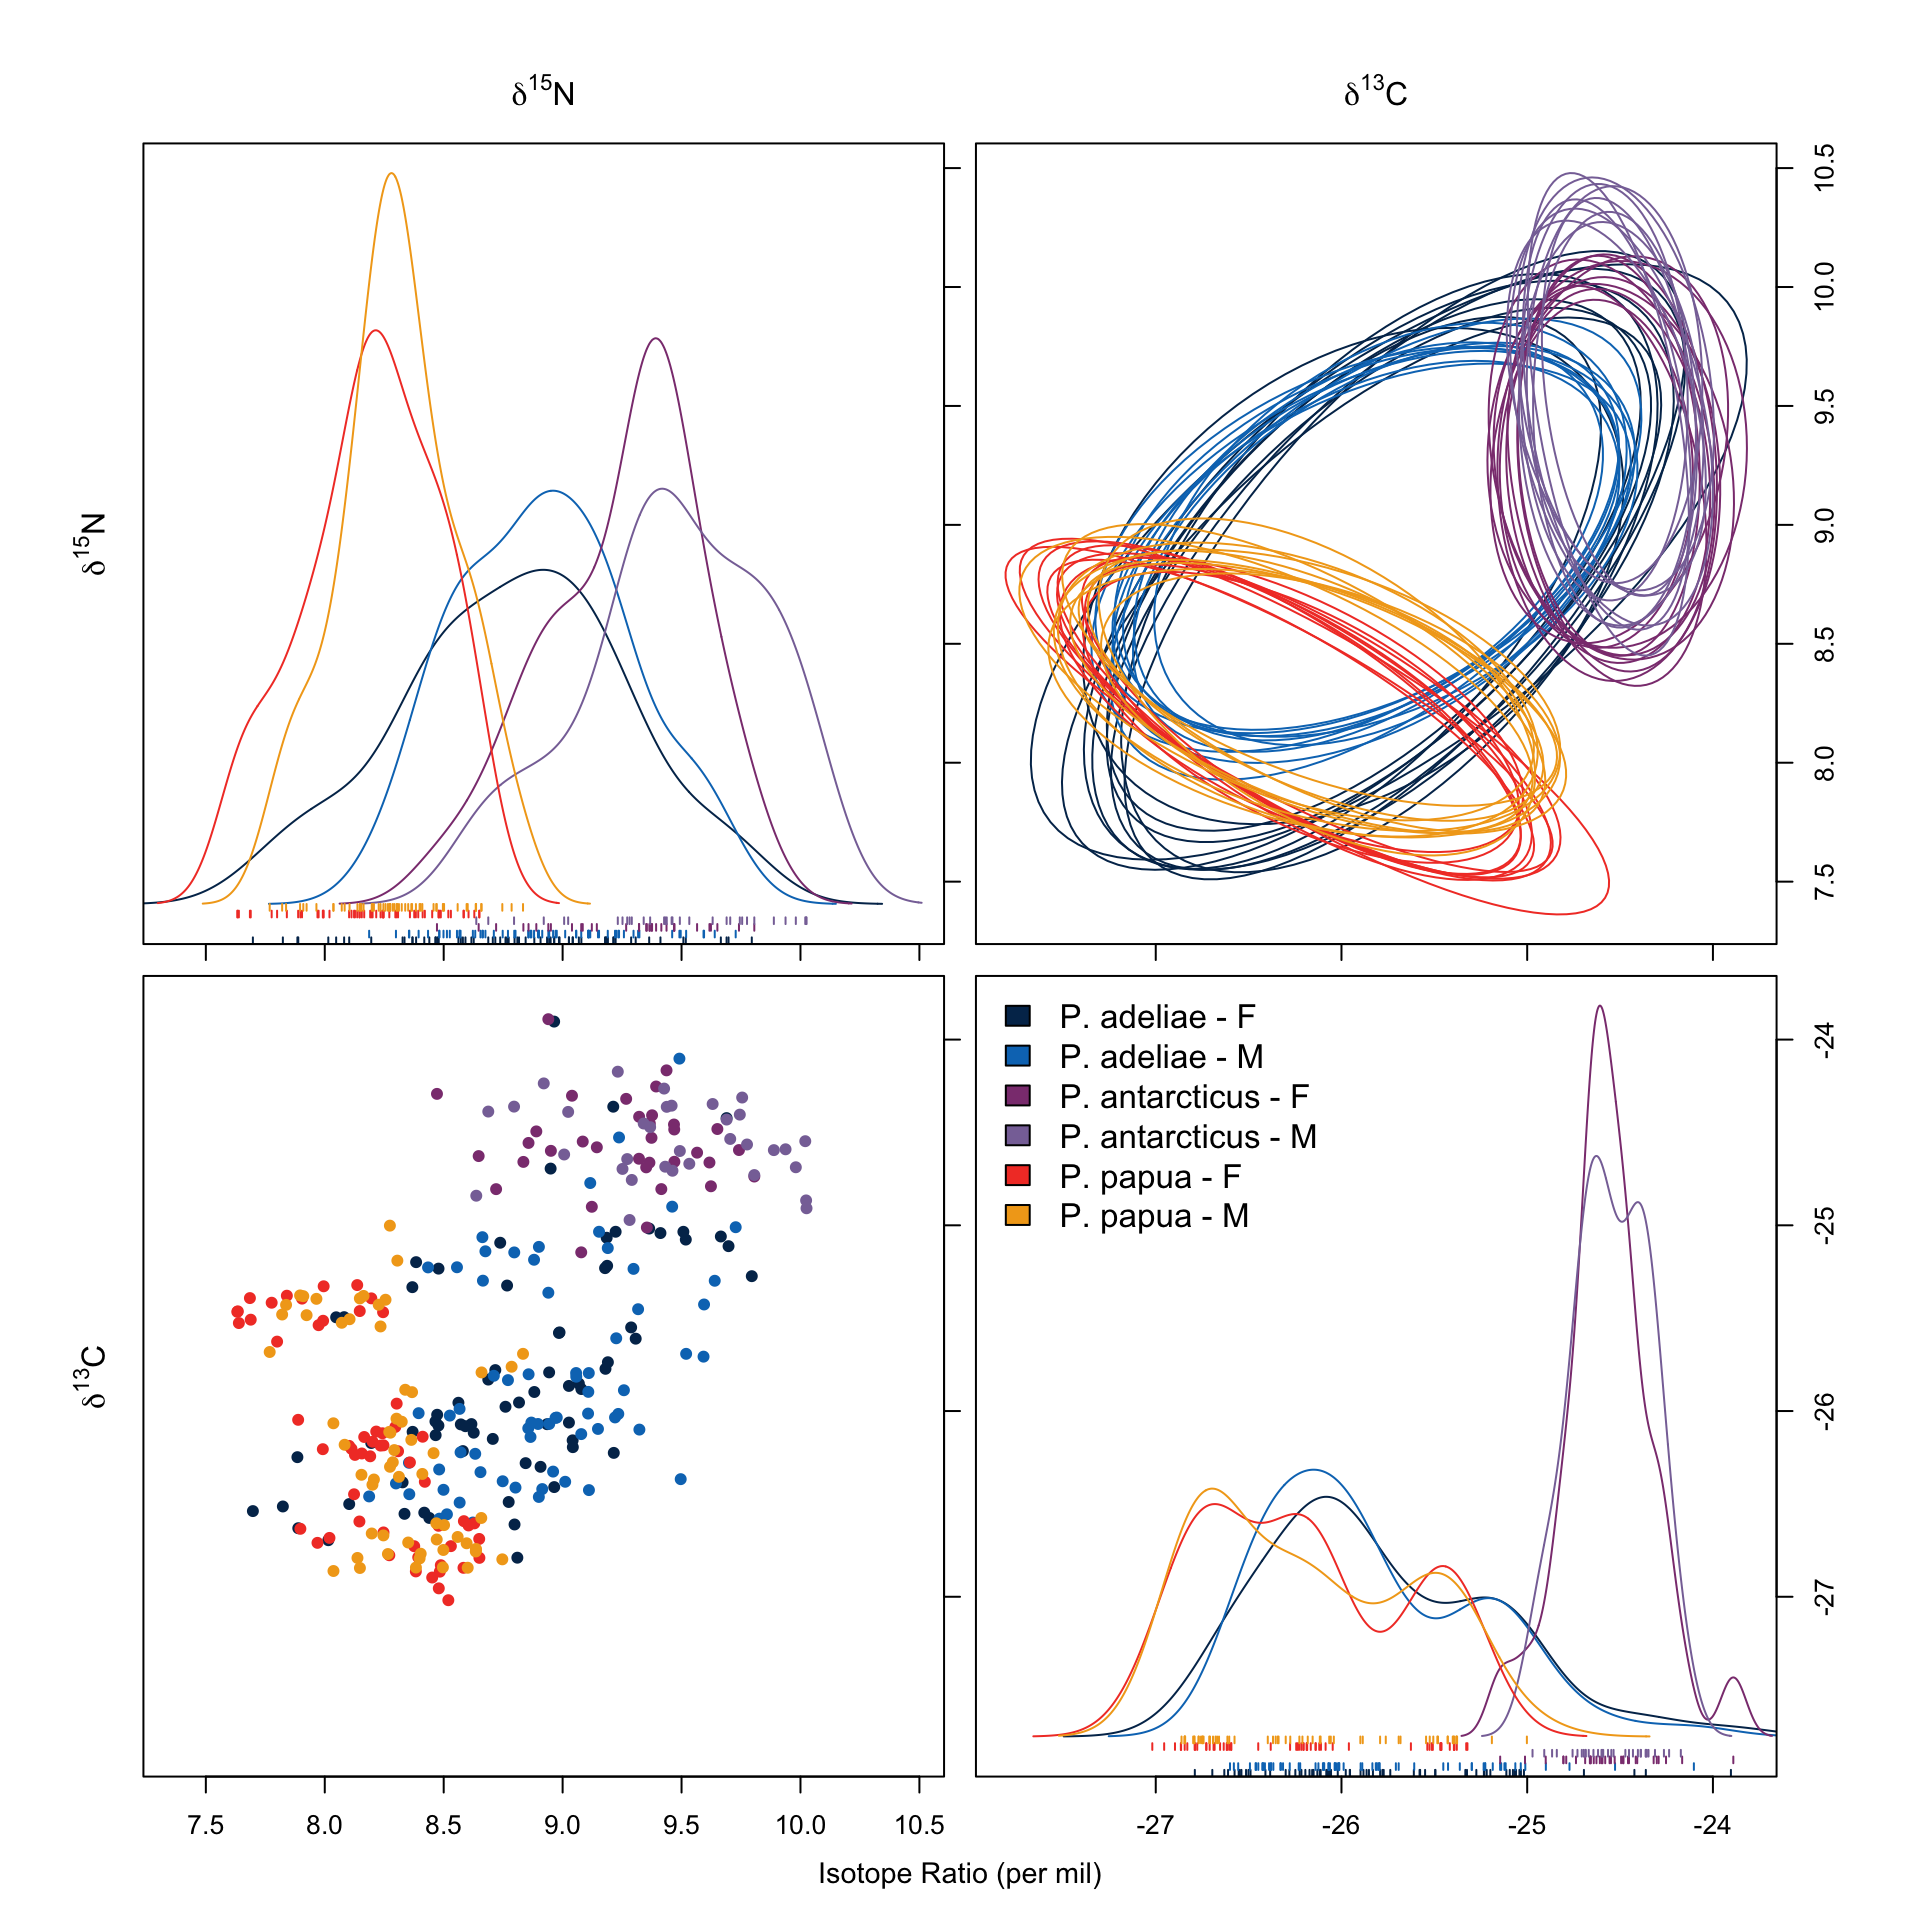 δ15N
δ13C
δ15N
10.5
10.0
9.5
9.0
8.5
8.0
7.5
δ13C
P. adeliae - F
P. adeliae - M
P. antarcticus - F
P. antarcticus - M
P. papua - F
P. papua - M
-24
-25
-26
-27
7.5 8.0 8.5 9.0 9.5 10.0 10.5
-27 -26 -25 -24
Isotope Ratio (per mil)